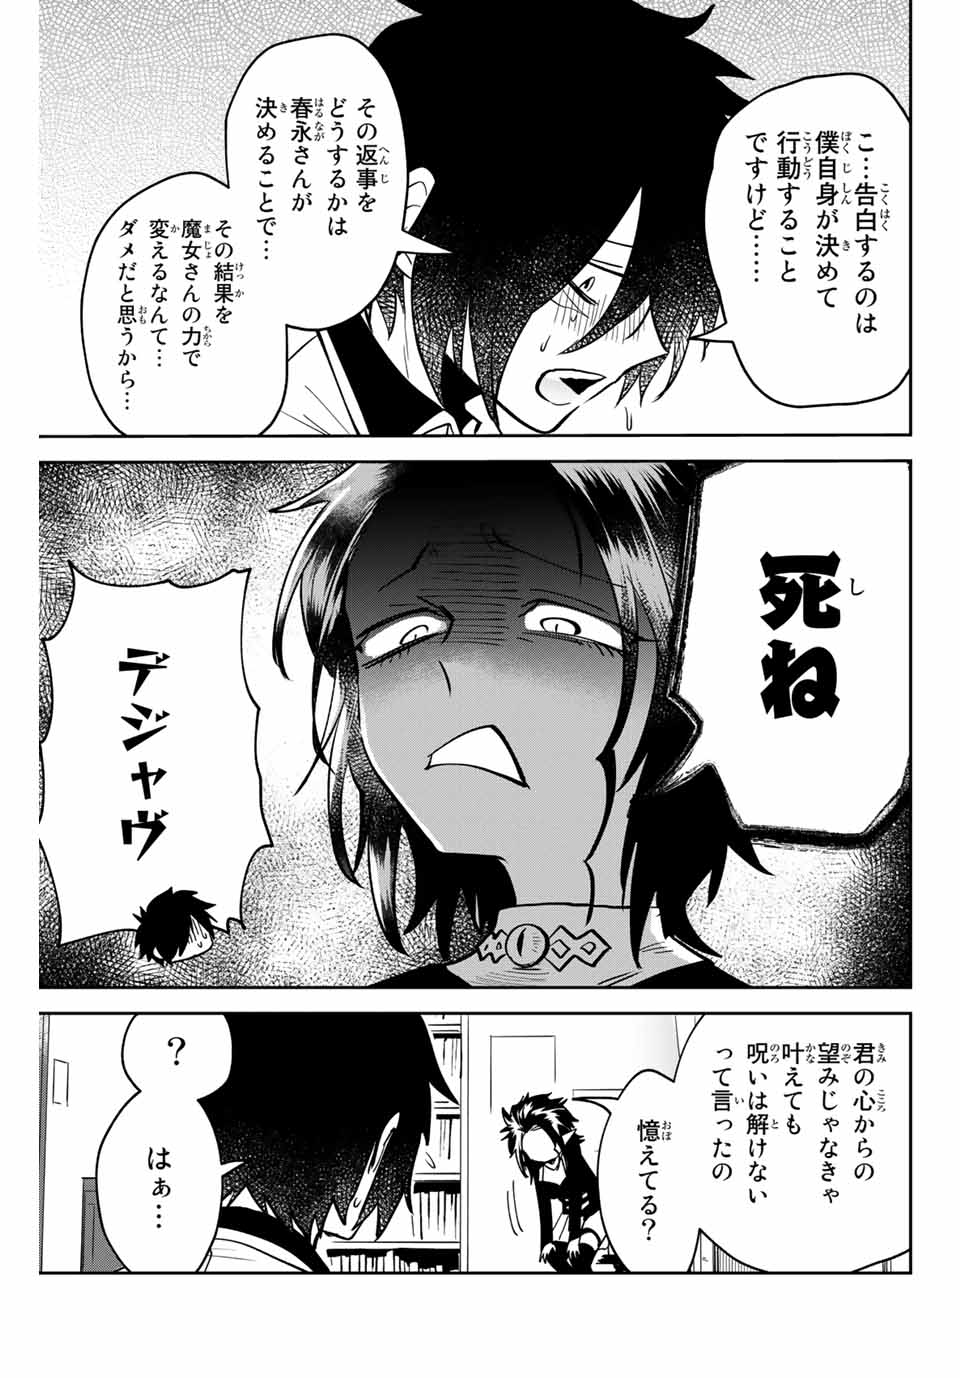 こ…告白するのは
僕自身が決めて
行動すること
ですけど……
その返事を
どうするかは
春永さんが
決めることで…
その結果を
魔女さんの力で
変えるなんて…
ダメだと思うから…
死ね
デジャヴ
君の心からの
望みじゃなきゃ
叶えても
呪いは解けない
って言ったの
憶えてる？
？
はぁ…